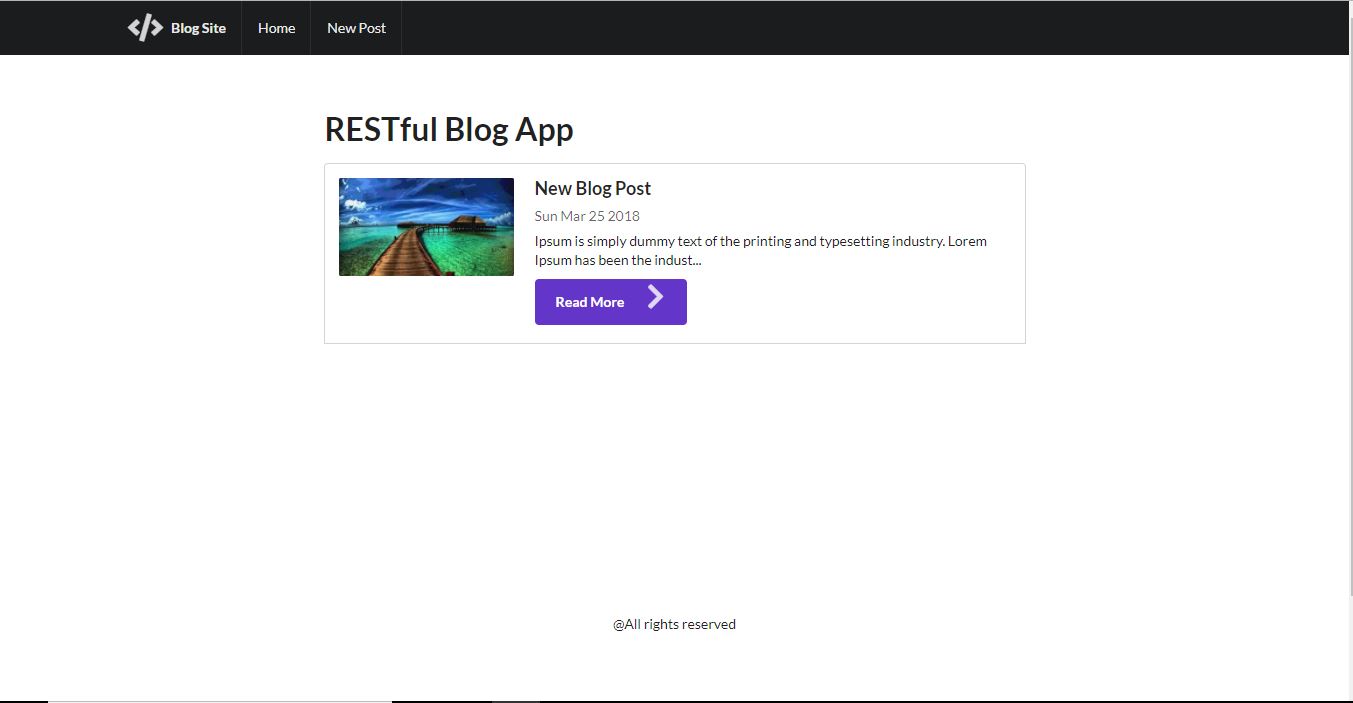 Blog Site Home New Post
RESTful Blog App
New Blog Post
Sun Mar 25 2018
Ipsum is simply dummy text of the printing and typesetting industry. Lorem
Ipsum has been the indust...
Read More
@All rights reserved